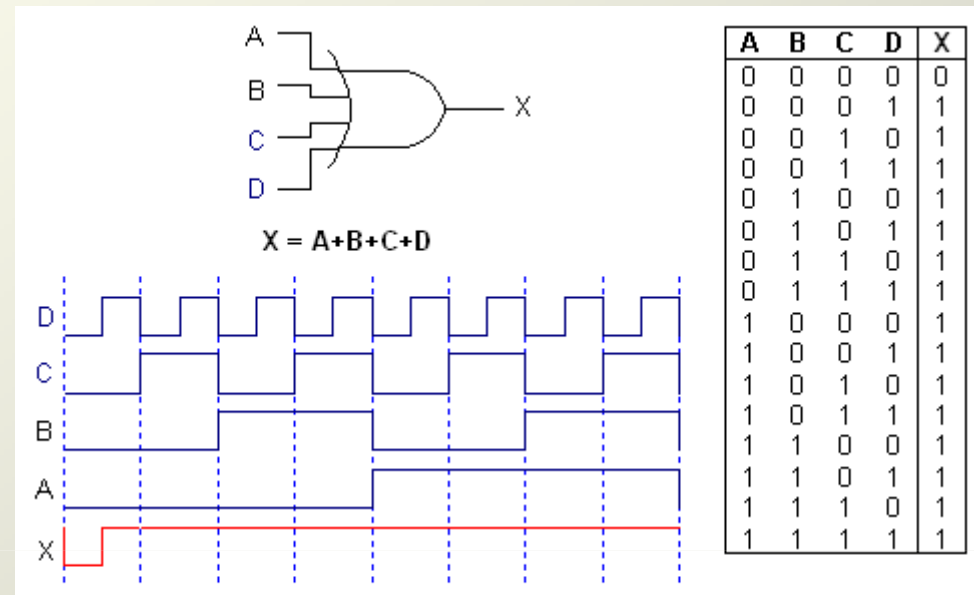 A
B
X
C
D
X = A+B+C+D
D
C
B
A
X
A B C D X
0 0 0 0 0
0 0 0 1 1
0 0 1 0 1
0 0 1 1 1
0 1 0 0 1
0 1 0 1 1
0 1 1 0 1
0 1 1 1 1
1 0 0 0 1
1 0 0 1 1
1 0 1 0 1
1 0 1 1 1
1 1 0 0 1
1 1 0 1 1
1 1 1 0 1
1 1 1 1 1